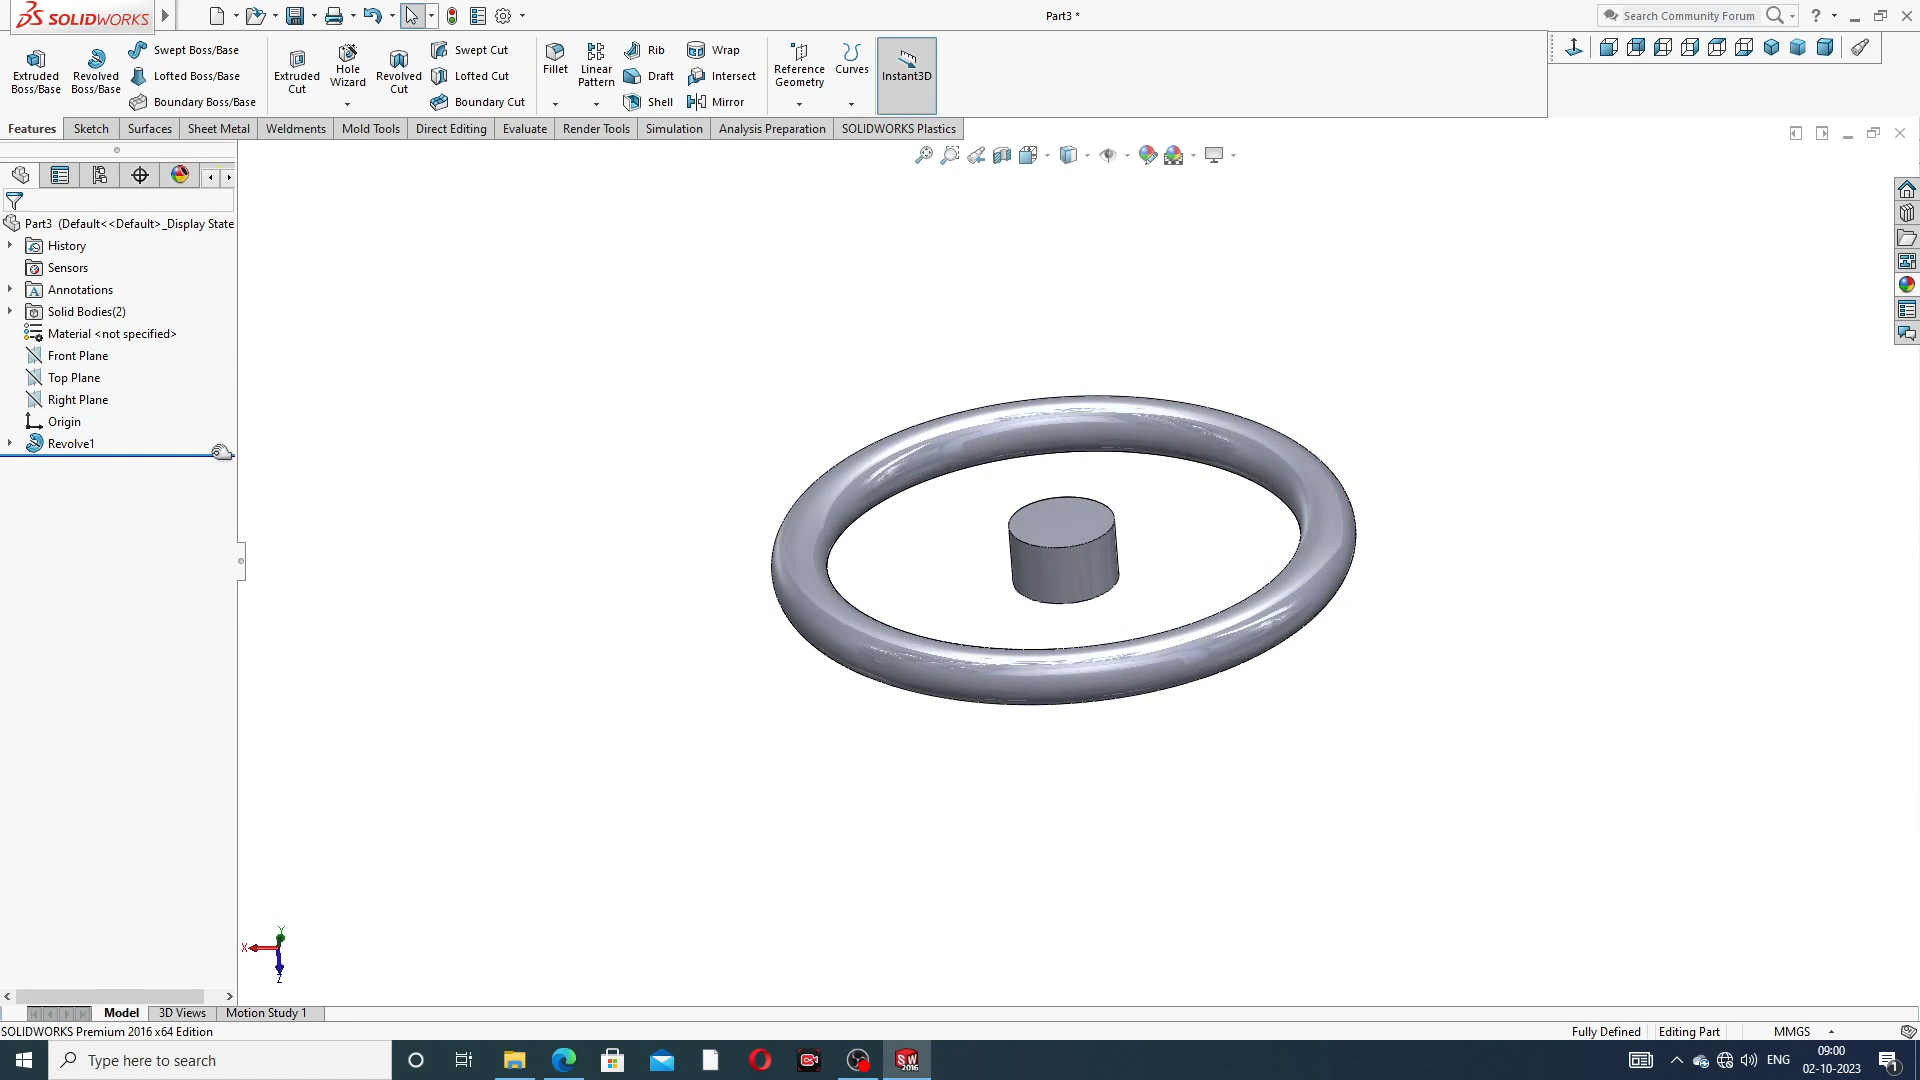 SOLIDWORKS
Part3 *
Search Community Forum
?
Extruded Boss/Base
Revolved Boss/Base
Swept Boss/Base
Lofted Boss/Base
Boundary Boss/Base
Extruded Cut
Hole Wizard
Revolved Cut
Swept Cut
Lofted Cut
Boundary Cut
Fillet
Linear Pattern
Rib
Draft
Shell
Wrap
Intersect
Mirror
Reference Geometry
Curves
Instant3D
Features Sketch Surfaces Sheet Metal Weldments Mold Tools Direct Editing Evaluate Render Tools Simulation Analysis Preparation SOLIDWORKS Plastics
Part3 (Default<<Default>_Display State
History
Sensors
Annotations
Solid Bodies(2)
Material <not specified>
Front Plane
Top Plane
Right Plane
Origin
Revolve1
Y
X
Z
Model 3D Views Motion Study 1
SOLIDWORKS Premium 2016 x64 Edition
Fully Defined Editing Part MMGS
Type here to search
SW 2016
ENG
09:00
02-10-2023
1